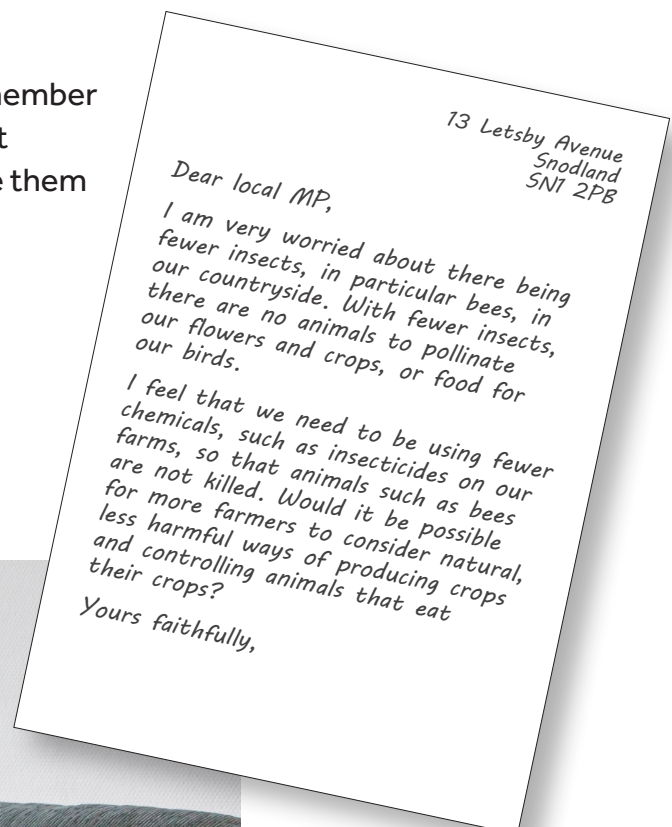 member
t
e them
13 Letsby Avenue
Snodland
SN1 2PB
Dear local MP,
I am very worried about there being
fewer insects, in particular bees, in
our countryside. With fewer insects,
there are no animals to pollinate
our flowers and crops, or food for
our birds.
I feel that we need to be using fewer
chemicals, such as insecticides on our
farms, so that animals such as bees
are not killed. Would it be possible
for more farmers to consider natural,
less harmful ways of producing crops
and controlling animals that eat
their crops?
Yours faithfully,